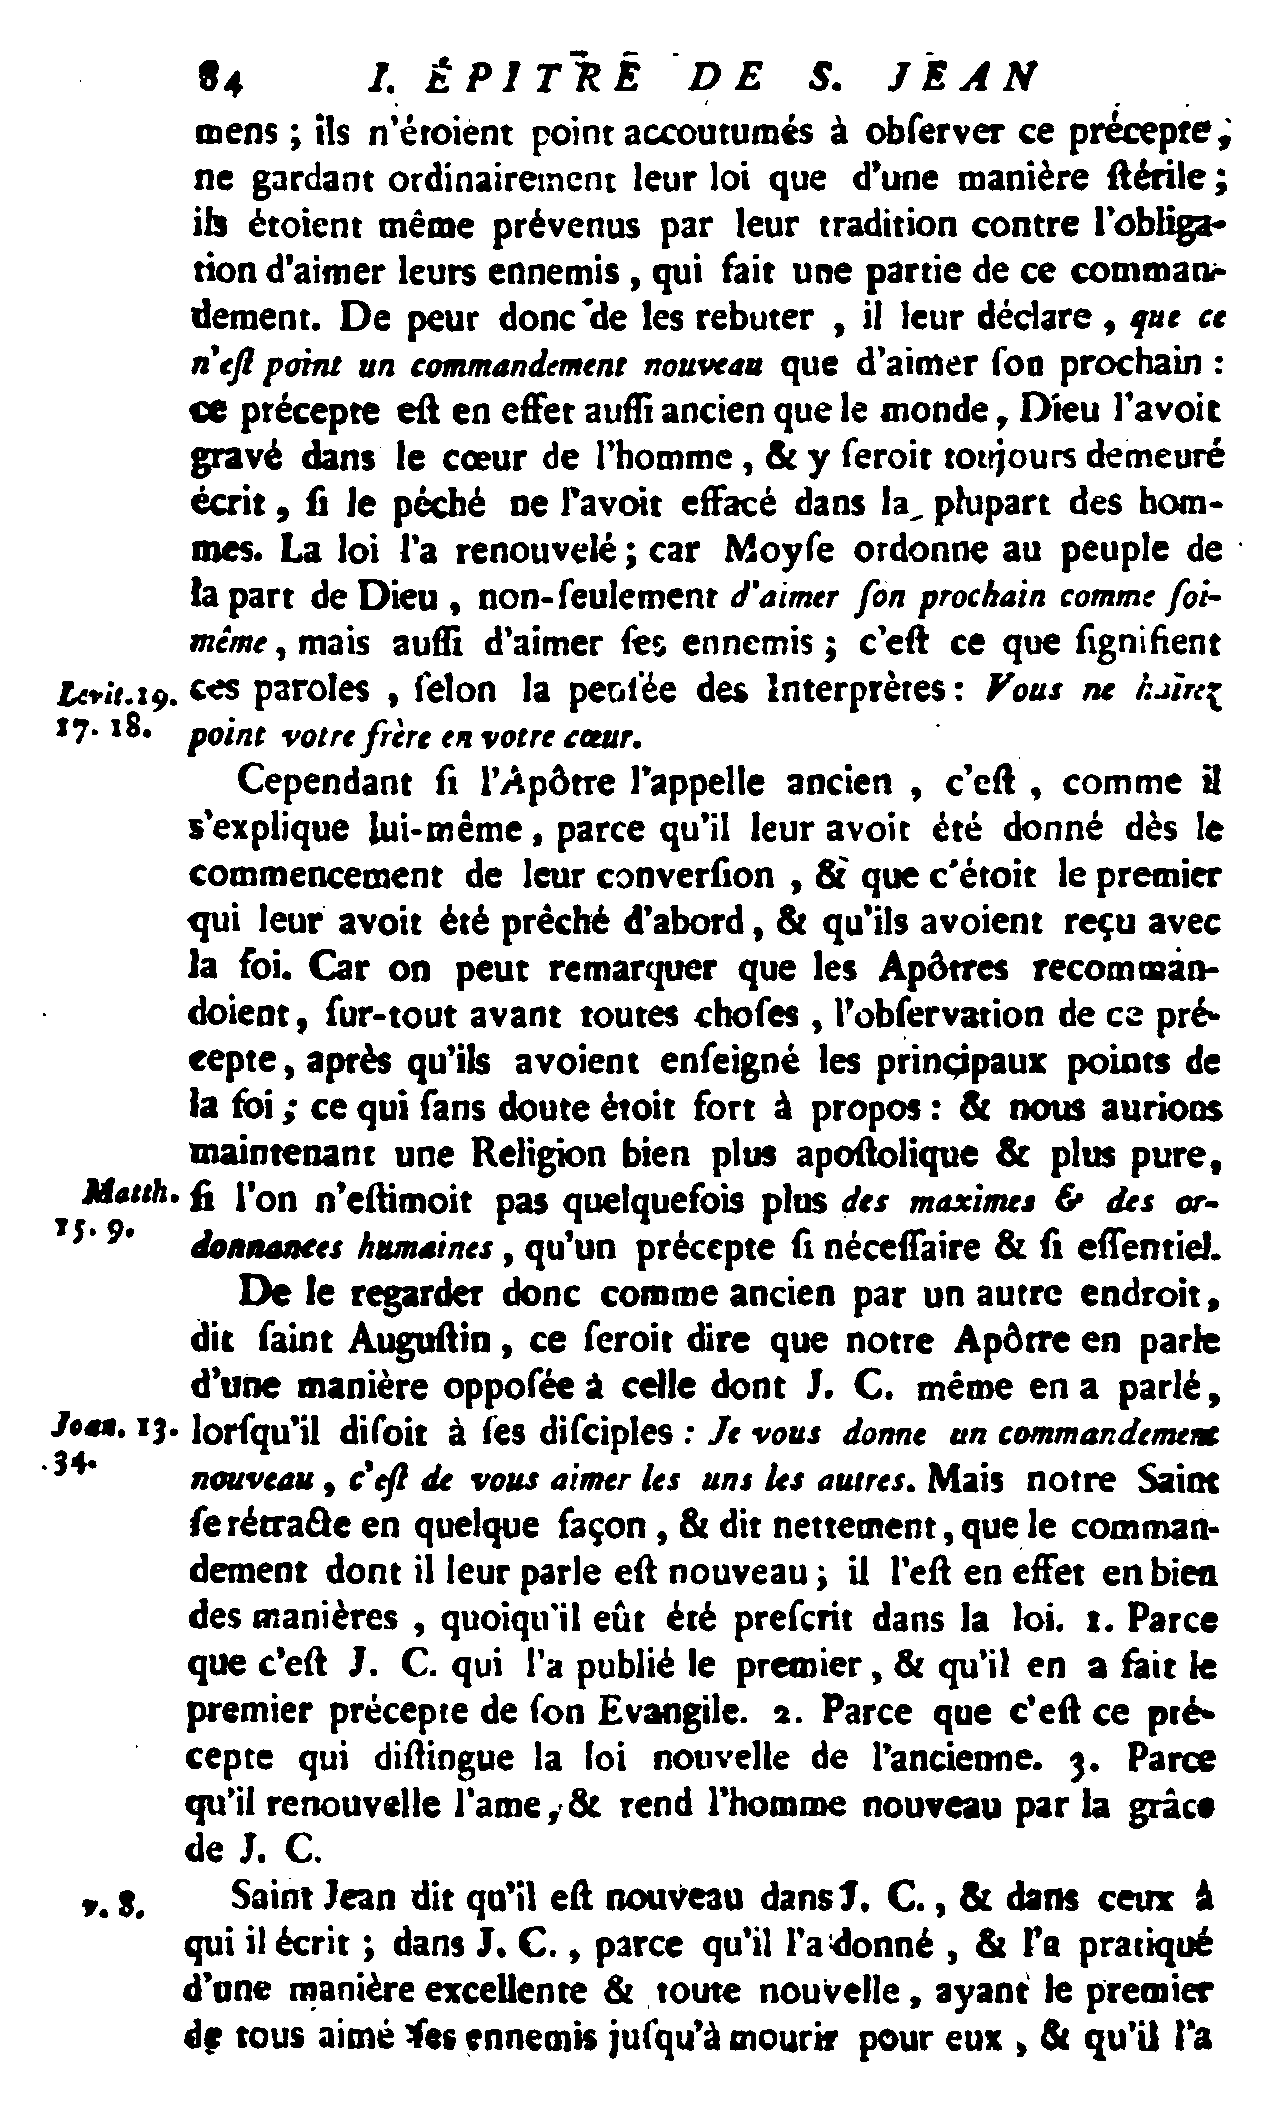 84 I. ÉPITRE DE S. JEAN
mens ; ils n'étoient point accoutumés à obſerver ce précepte,
ne gardant ordinairement leur loi que d'une manière ſtérile ;
ils étoient même prévenus par leur tradition contre l'obliga-
tion d'aimer leurs ennemis , qui fait une partie de ce comman-
dement. De peur donc de les rebuter , il leur déclare , que ce
n'eſt point un commandement nouveau que d'aimer ſon prochain :
ce précepte eſt en effet auſſi ancien que le monde, Dieu l'avoit
gravé dans le cœur de l'homme , & y ſeroit toujours demeuré
écrit , ſi le péché ne l'avoit effacé dans la plupart des hom-
mes. La loi l'a renouvelé ; car Moyſe ordonne au peuple de
la part de Dieu , non-ſeulement d'aimer ſon prochain comme ſoi-
même , mais auſſi d'aimer ſes ennemis ; c'eſt ce que ſignifient
Levit. 19. ces paroles , ſelon la penſée des Interprètes : Vous ne haïrez
17. 18. point votre frère en votre cœur.
Cependant ſi l'Apôtre l'appelle ancien , c'eſt , comme il
s'explique lui-même , parce qu'il leur avoit été donné dès le
commencement de leur converſion , & que c'étoit le premier
qui leur avoit été prêché d'abord , & qu'ils avoient reçu avec
la foi. Car on peut remarquer que les Apôtres recomman-
doient , ſur-tout avant toutes choſes , l'obſervation de ce pré-
cepte , après qu'ils avoient enſeigné les principaux points de
la foi ; ce qui ſans doute étoit fort à propos : & nous aurions
maintenant une Religion bien plus apoſtolique & plus pure,
Matth. ſi l'on n'eſtimoit pas quelquefois plus des maximes & des or-
15. 9. donnances humaines , qu'un précepte ſi néceſſaire & ſi eſſentiel.
De le regarder donc comme ancien par un autre endroit,
dit ſaint Auguſtin , ce ſeroit dire que notre Apôtre en parle
d'une manière oppoſée à celle dont J. C. même en a parlé ,
Joan. 13. lorſqu'il diſoit à ſes diſciples : Je vous donne un commandement
34. nouveau , c'eſt de vous aimer les uns les autres. Mais notre Saint
ſe rétracte en quelque façon , & dit nettement , que le comman-
dement dont il leur parle eſt nouveau ; il l'eſt en effet en bien
des manières , quoiqu'il eût été preſcrit dans la loi. 1. Parce
que c'eſt J. C. qui l'a publié le premier , & qu'il en a fait le
premier précepte de ſon Evangile. 2. Parce que c'eſt ce pré-
cepte qui diſtingue la loi nouvelle de l'ancienne. 3. Parce
qu'il renouvelle l'ame , & rend l'homme nouveau par la grâce
de J. C.
v. 8. Saint Jean dit qu'il eſt nouveau dans J. C. , & dans ceux à
qui il écrit ; dans J. C. , parce qu'il l'a donné , & l'a pratiqué
d'une manière excellente & toute nouvelle , ayant le premier
de tous aimé ſes ennemis juſqu'à mourir pour eux , & qu'il l'a